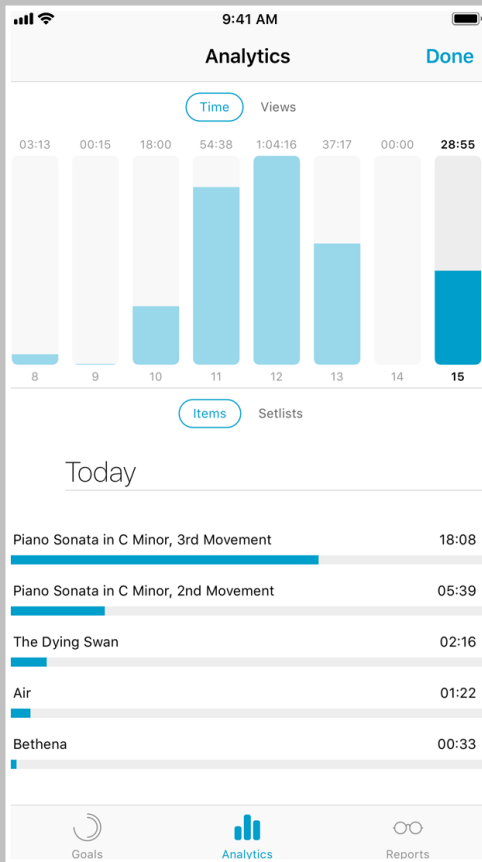 9:41 AM
Analytics Done
Time Views
03:13 00:15 18:00 54:38 1:04:16 37:17 00:00 28:55
8 9 10 11 12 13 14 15
Items Setlists
Today
Piano Sonata in C Minor, 3rd Movement 18:08
Piano Sonata in C Minor, 2nd Movement 05:39
The Dying Swan 02:16
Air 01:22
Bethena 00:33
Goals Analytics Reports